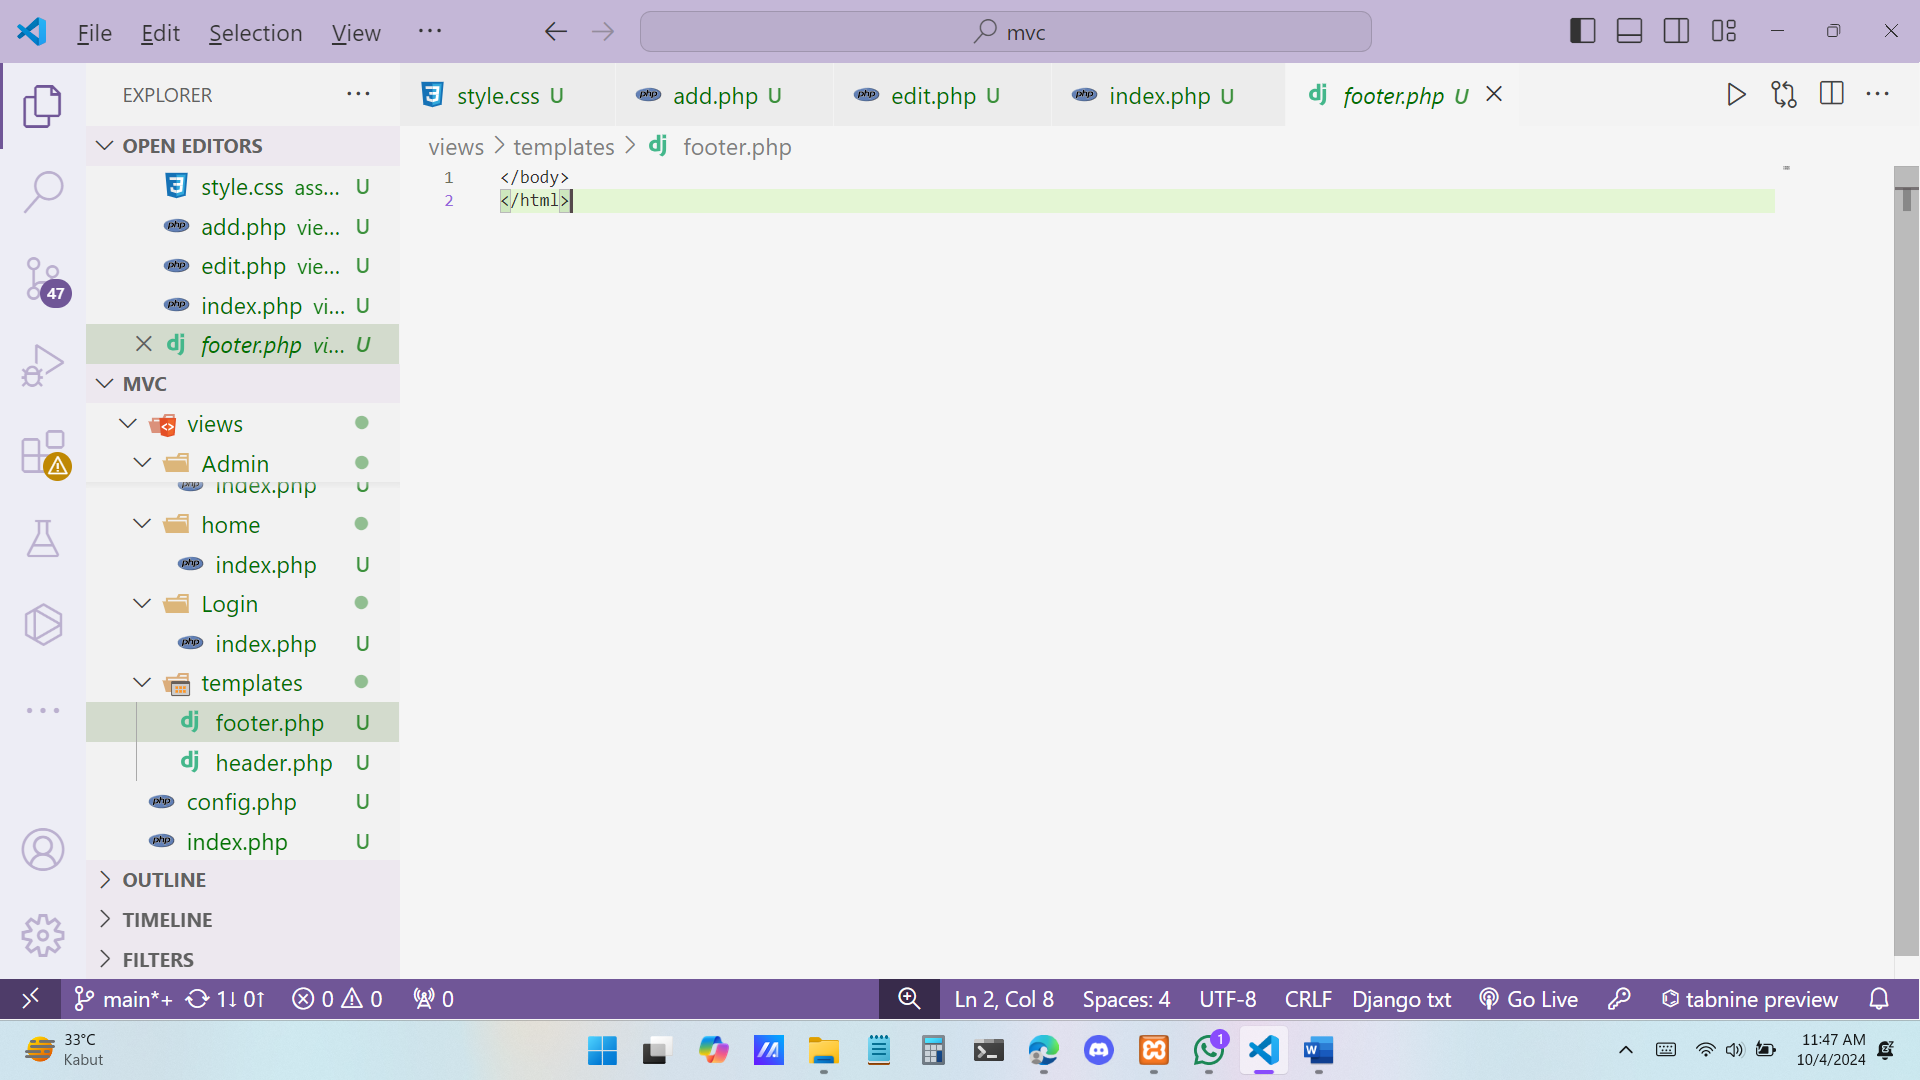 File Edit Selection View ··· mvc
EXPLORER ···
style.css U add.php U edit.php U index.php U footer.php U
OPEN EDITORS
style.css ass... U
add.php vie... U
edit.php vie... U
index.php vi... U
footer.php vi... U
47
MVC
views
Admin
index.php U
home
index.php U
Login
index.php U
templates
footer.php U
header.php U
config.php U
index.php U
OUTLINE
TIMELINE
FILTERS
views > templates > footer.php
1 </body>
2 </html>
main*+ 1↓ 0↑ 0 0 0 Ln 2, Col 8 Spaces: 4 UTF-8 CRLF Django txt Go Live tabnine preview
33°C
Kabut
1
11:47 AM
10/4/2024